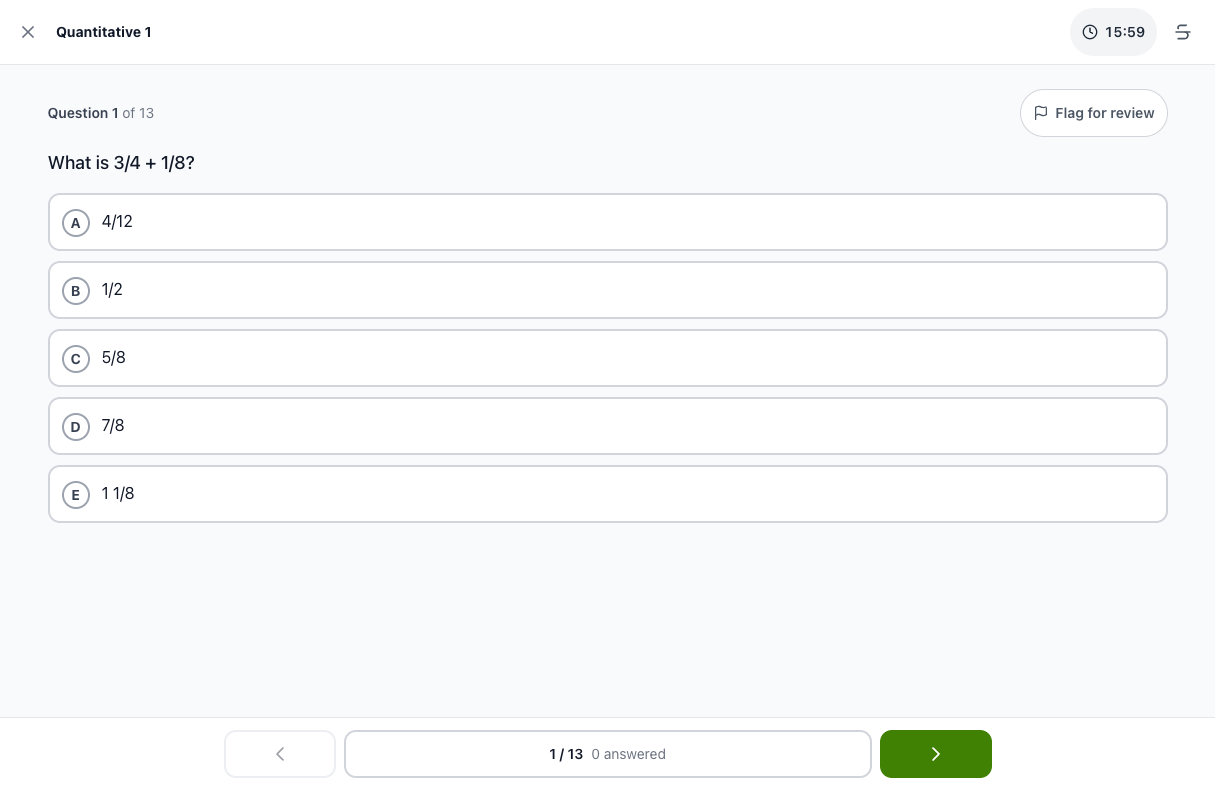 Quantitative 1
15:59
Question 1 of 13
Flag for review
What is 3/4 + 1/8?
A 4/12
B 1/2
C 5/8
D 7/8
E 1 1/8
1 / 13 0 answered